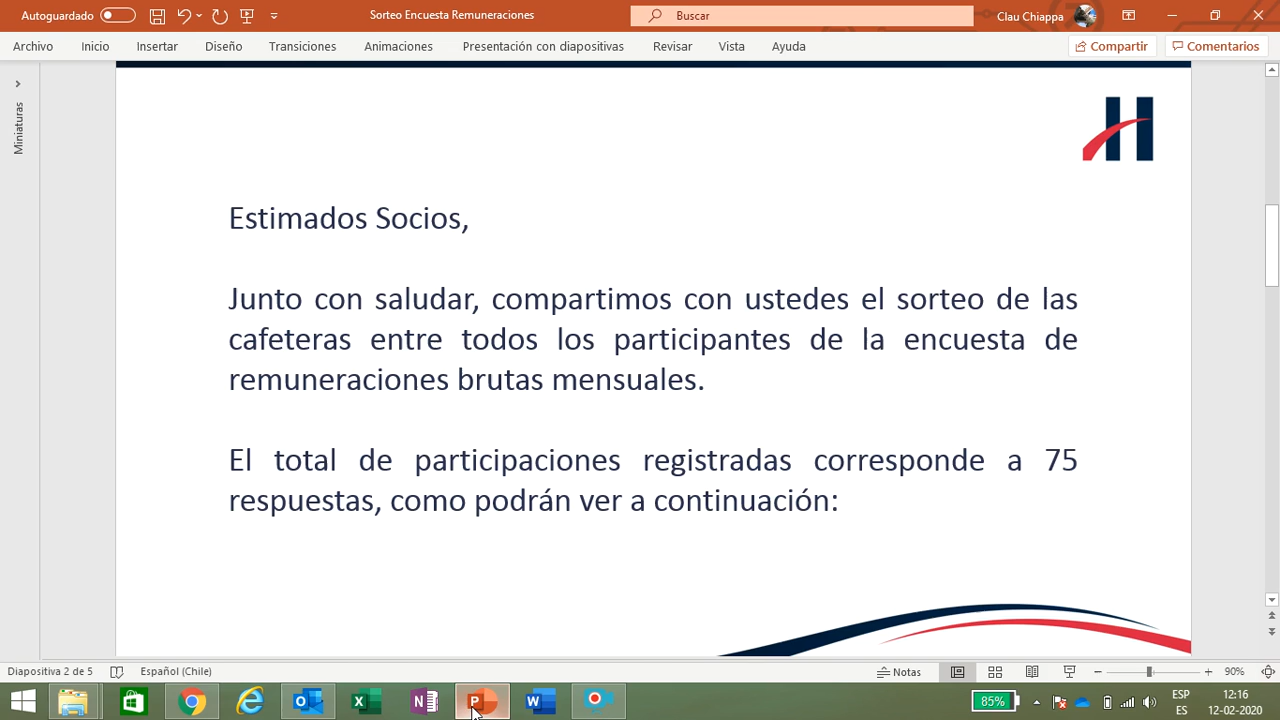 Autoguardado
Sorteo Encuesta Remuneraciones
Buscar
Clau Chiappa
Archivo Inicio Insertar Diseño Transiciones Animaciones Presentación con diapositivas Revisar Vista Ayuda Compartir Comentarios
Miniaturas
H
Estimados Socios,
Junto con saludar, compartimos con ustedes el sorteo de las
cafeteras entre todos los participantes de la encuesta de
remuneraciones brutas mensuales.
El total de participaciones registradas corresponde a 75
respuestas, como podrán ver a continuación:
Diapositiva 2 de 5 Español (Chile) Notas 90%
85%
ESP
ES
12:16
12-02-2020